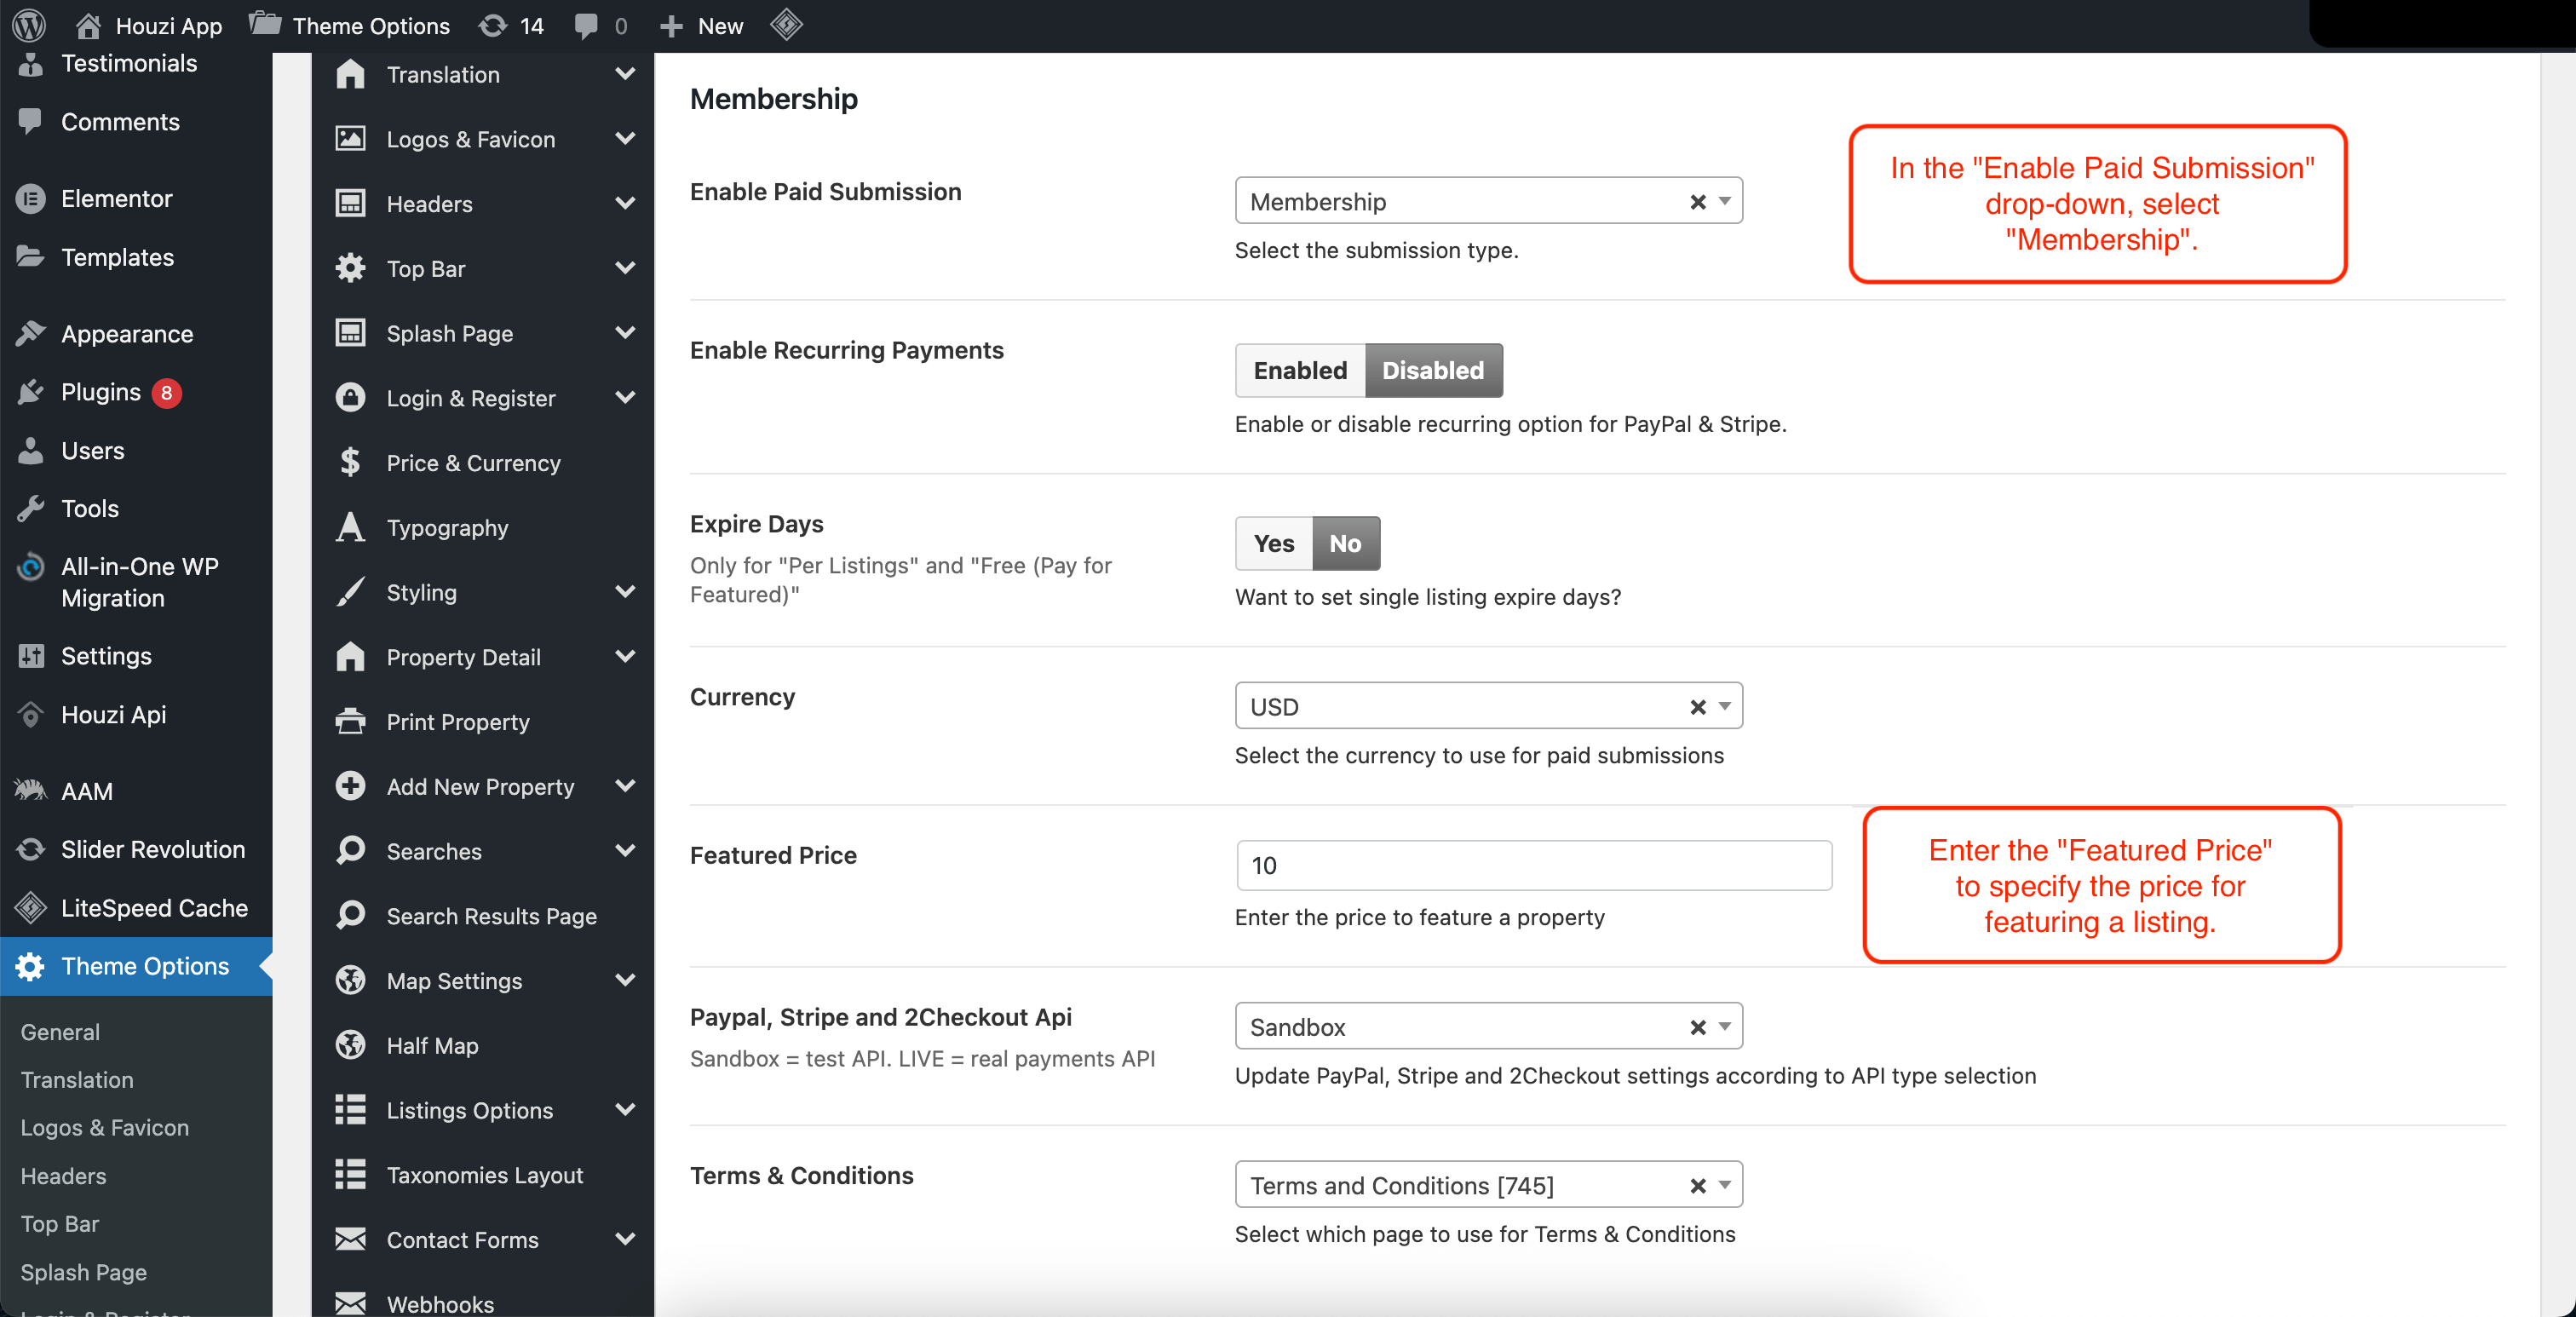 Houzi App
Theme Options
14
0
New
Testimonials
Comments
Elementor
Templates
Appearance
Plugins 8
Users
Tools
All-in-One WP
Migration
Settings
Houzi Api
AAM
Slider Revolution
LiteSpeed Cache
Theme Options
General
Translation
Logos & Favicon
Headers
Top Bar
Splash Page
Login & Register
Translation
Logos & Favicon
Headers
Top Bar
Splash Page
Login & Register
Price & Currency
Typography
Styling
Property Detail
Print Property
Add New Property
Searches
Search Results Page
Map Settings
Half Map
Listings Options
Taxonomies Layout
Contact Forms
Webhooks
Membership
Enable Paid Submission
Membership
Select the submission type.
In the "Enable Paid Submission"
drop-down, select
"Membership".
Enable Recurring Payments
Enabled Disabled
Enable or disable recurring option for PayPal & Stripe.
Expire Days
Only for "Per Listings" and "Free (Pay for
Featured)"
Yes No
Want to set single listing expire days?
Currency
USD
Select the currency to use for paid submissions
Featured Price
10
Enter the price to feature a property
Enter the "Featured Price"
to specify the price for
featuring a listing.
Paypal, Stripe and 2Checkout Api
Sandbox = test API. LIVE = real payments API
Sandbox
Update PayPal, Stripe and 2Checkout settings according to API type selection
Terms & Conditions
Terms and Conditions [745]
Select which page to use for Terms & Conditions